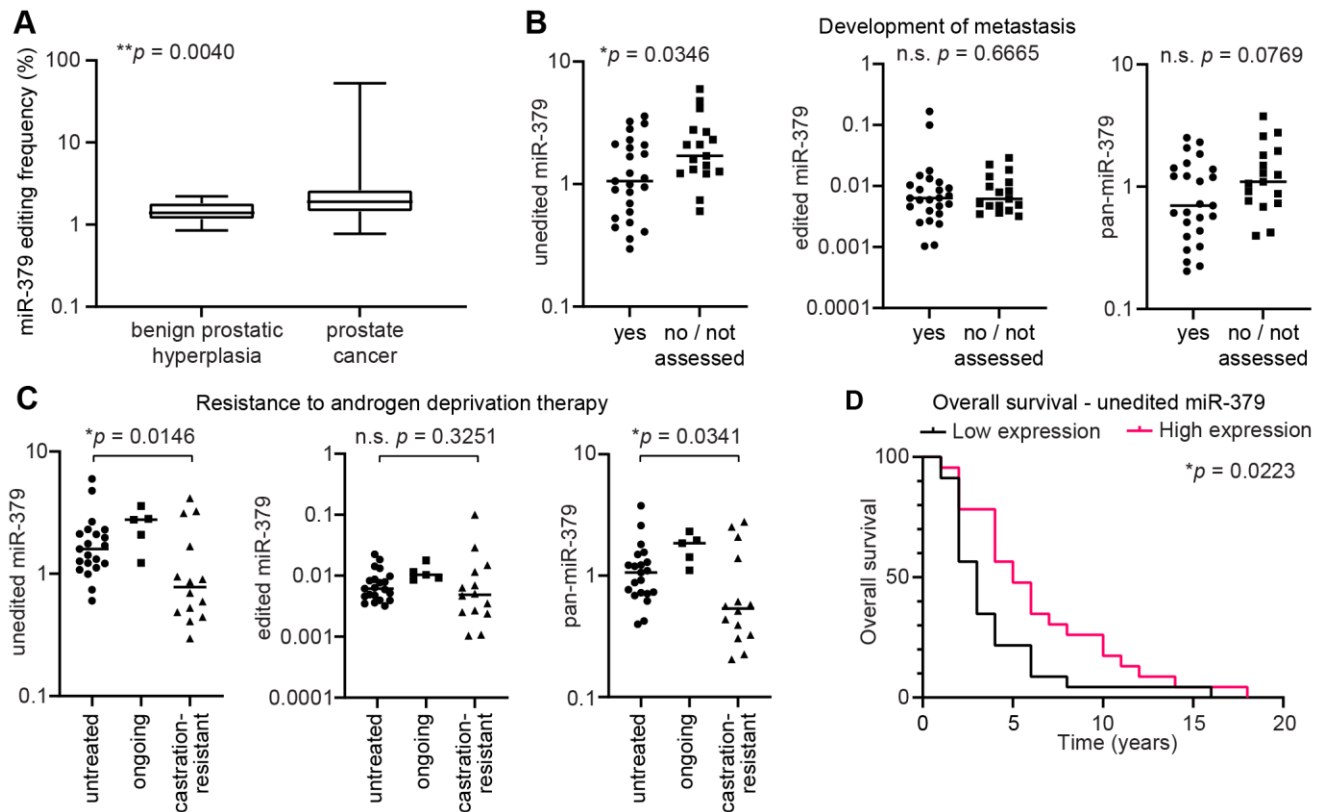 A
miR-379 editing frequency (%)
**p = 0.0040
100
10
1
0.1
benign prostatic
hyperplasia
prostate
cancer
B
Development of metastasis
unedited miR-379
*p = 0.0346
10
1
0.1
yes
no / not
assessed
edited miR-379
n.s. p = 0.6665
1
0.1
0.01
0.001
0.0001
yes
no / not
assessed
pan-miR-379
n.s. p = 0.0769
10
1
0.1
yes
no / not
assessed
C
Resistance to androgen deprivation therapy
unedited miR-379
*p = 0.0146
10
1
0.1
untreated
ongoing
castration-
resistant
edited miR-379
n.s. p = 0.3251
1
0.1
0.01
0.001
0.0001
untreated
ongoing
castration-
resistant
pan-miR-379
*p = 0.0341
10
1
0.1
untreated
ongoing
castration-
resistant
D
Overall survival - unedited miR-379
Low expression
High expression
*p = 0.0223
Overall survival
100
50
0
0
5
10
15
20
Time (years)